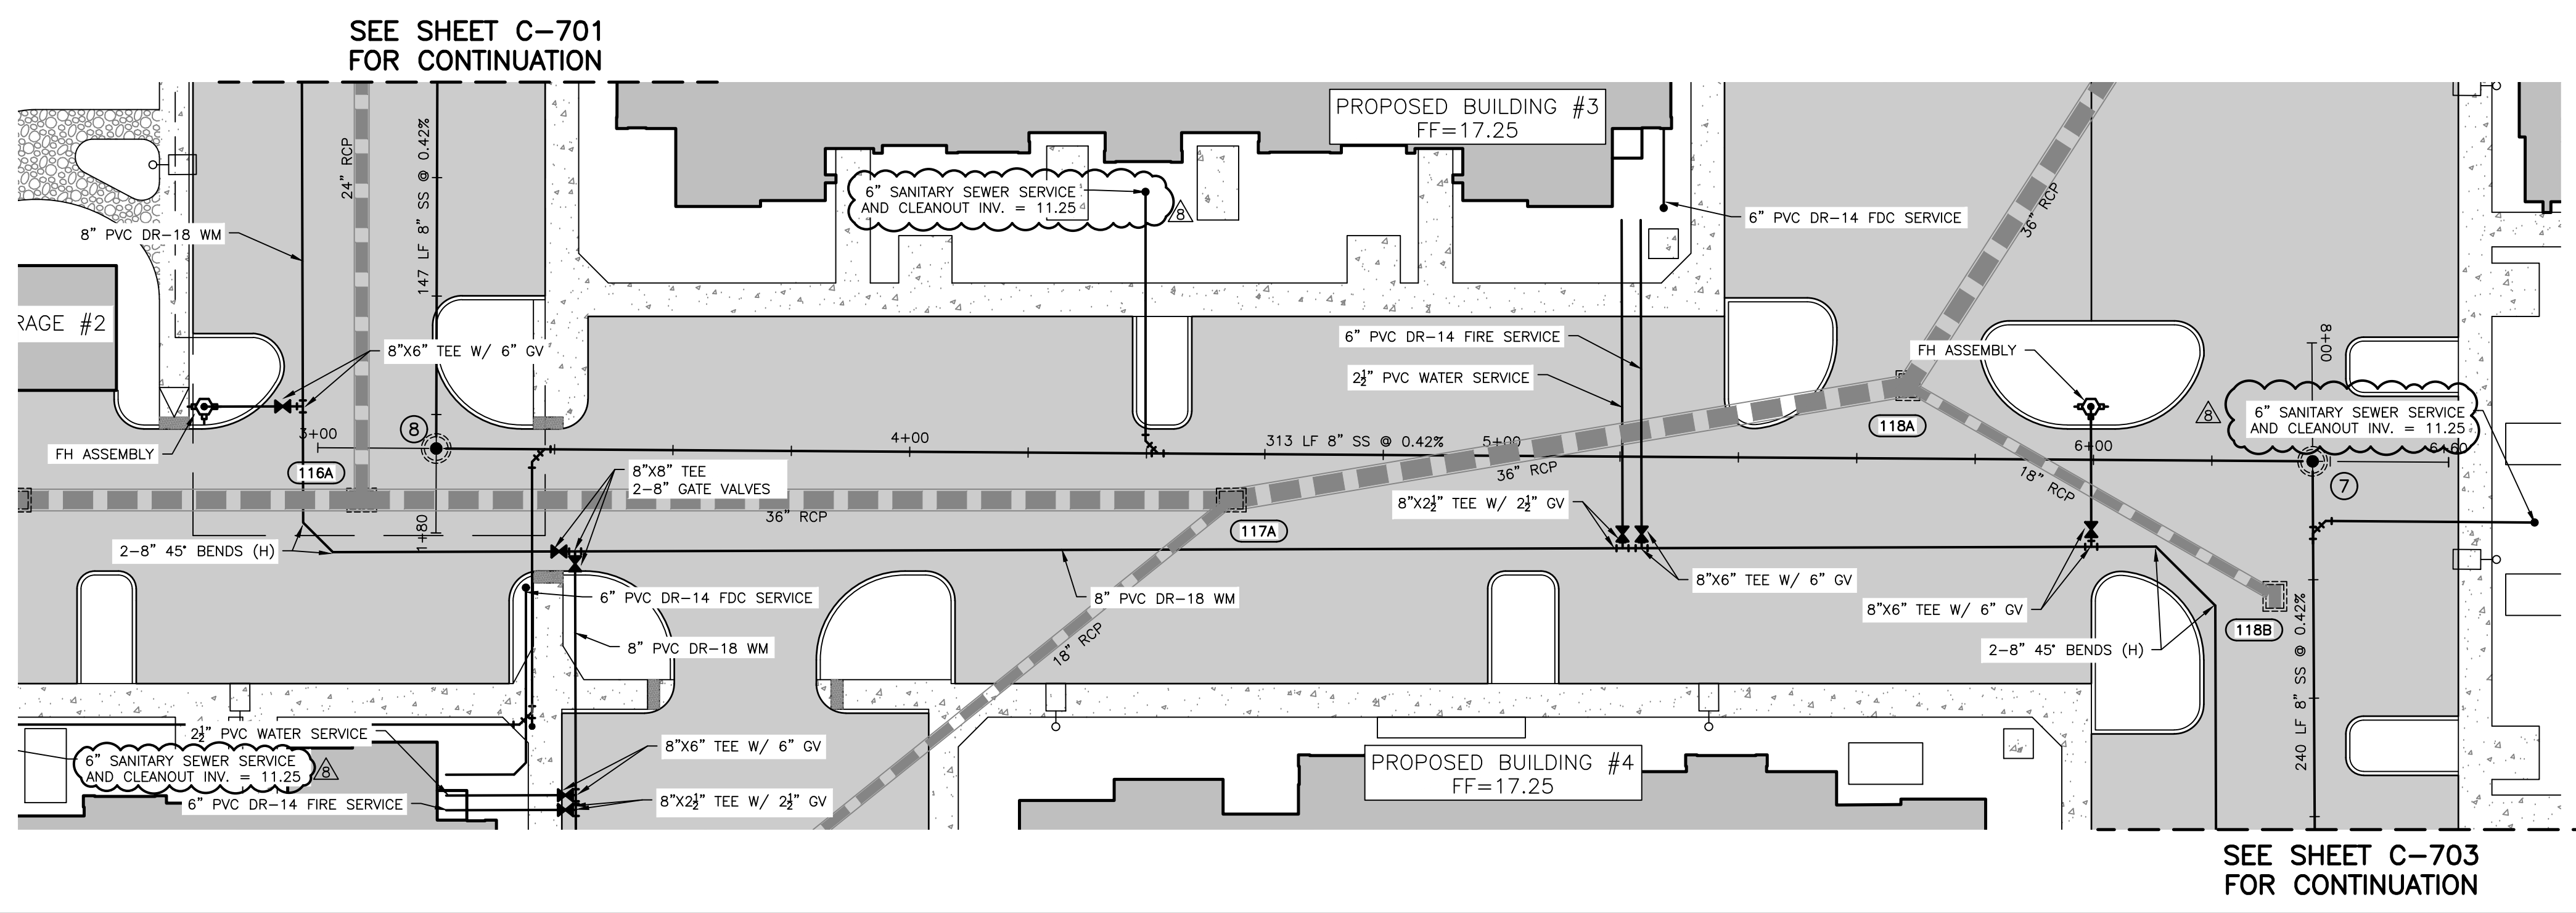 SEE SHEET C-701
FOR CONTINUATION
PROPOSED BUILDING #3
FF=17.25
24" RCP
147 LF 8" SS @ 0.42%
6" SANITARY SEWER SERVICE
AND CLEANOUT INV. = 11.25
8
36" RCP
6" PVC DR-14 FDC SERVICE
8" PVC DR-18 WM
RAGE #2
8"X6" TEE W/ 6" GV
6" PVC DR-14 FIRE SERVICE
2½" PVC WATER SERVICE
FH ASSEMBLY
8+00
8
6" SANITARY SEWER SERVICE
AND CLEANOUT INV. = 11.25
3+00
8
4+00
313 LF 8" SS @ 0.42%
5+00
118A
6+00
6+60
FH ASSEMBLY
116A
8"X8" TEE
2-8" GATE VALVES
36" RCP
18" RCP
7
36" RCP
8"X2½" TEE W/ 2½" GV
117A
1+80
2-8" 45° BENDS (H)
8"X6" TEE W/ 6" GV
6" PVC DR-14 FDC SERVICE
8" PVC DR-18 WM
8"X6" TEE W/ 6" GV
118B
18" RCP
8" PVC DR-18 WM
2-8" 45° BENDS (H)
240 LF 8" SS @ 0.42%
2½" PVC WATER SERVICE
8"X6" TEE W/ 6" GV
6" SANITARY SEWER SERVICE
AND CLEANOUT INV. = 11.25
8
PROPOSED BUILDING #4
FF=17.25
6" PVC DR-14 FIRE SERVICE
8"X2½" TEE W/ 2½" GV
SEE SHEET C-703
FOR CONTINUATION